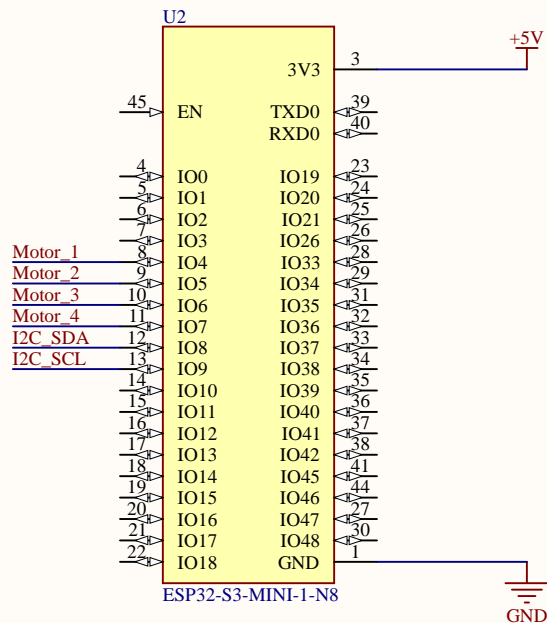 U2
+5V
3V3 3
45 EN TXD0 39
RXD0 40
4 IO0 IO19 23
5 IO1 IO20 24
6 IO2 IO21 25
7 IO3 IO26 26
Motor_1 8 IO4 IO33 28
Motor_2 9 IO5 IO34 29
Motor_3 10 IO6 IO35 31
Motor_4 11 IO7 IO36 32
I2C_SDA 12 IO8 IO37 33
I2C_SCL 13 IO9 IO38 34
14 IO10 IO39 35
15 IO11 IO40 36
16 IO12 IO41 37
17 IO13 IO42 38
18 IO14 IO45 41
19 IO15 IO46 44
20 IO16 IO47 27
21 IO17 IO48 30
22 IO18 GND 1
ESP32-S3-MINI-1-N8
GND